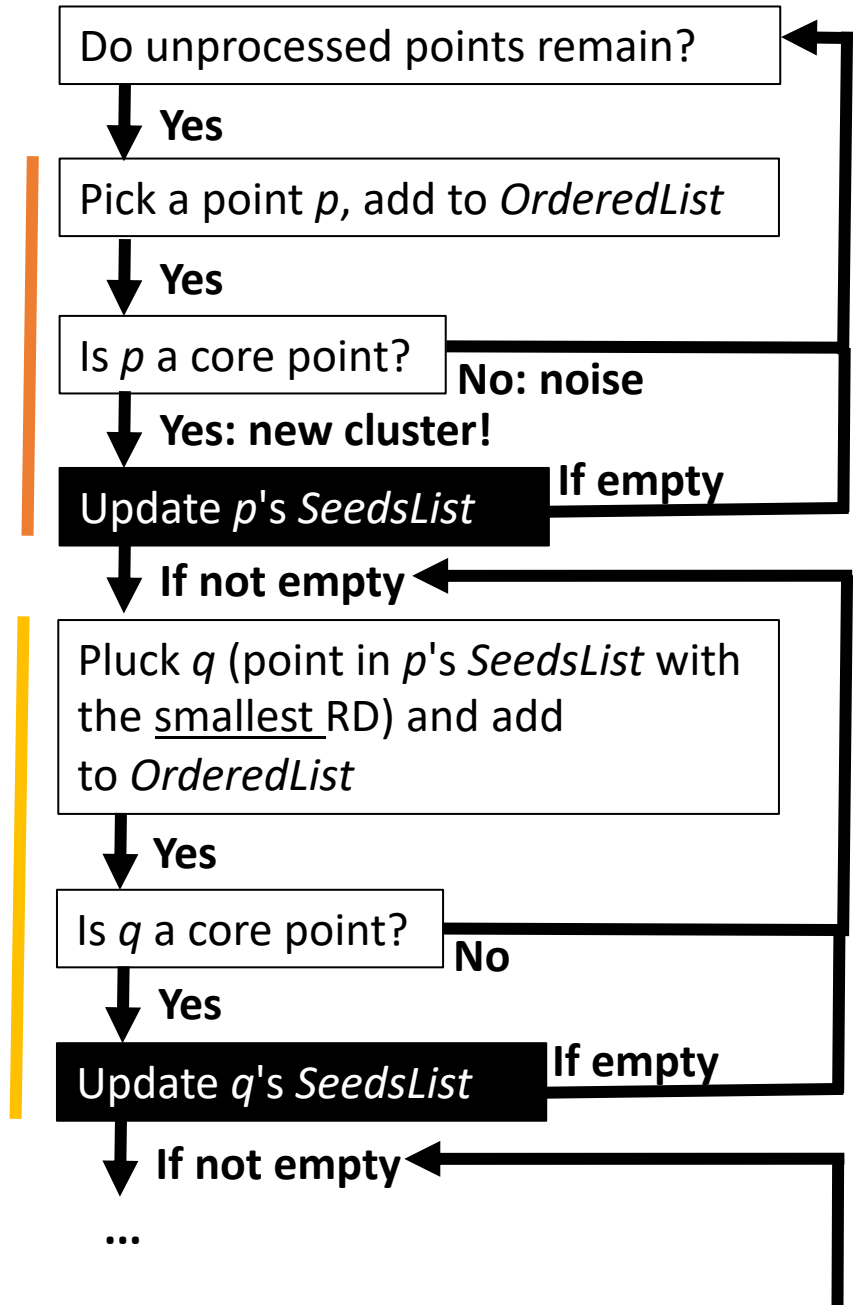 Do unprocessed points remain?
Yes
Pick a point p, add to OrderedList
Yes
Is p a core point?
No: noise
Yes: new cluster!
If empty
Update p's SeedsList
If not empty
Pluck q (point in p's SeedsList with
the smallest RD) and add
to OrderedList
Yes
Is q a core point?
No
Yes
If empty
Update q's SeedsList
If not empty
...